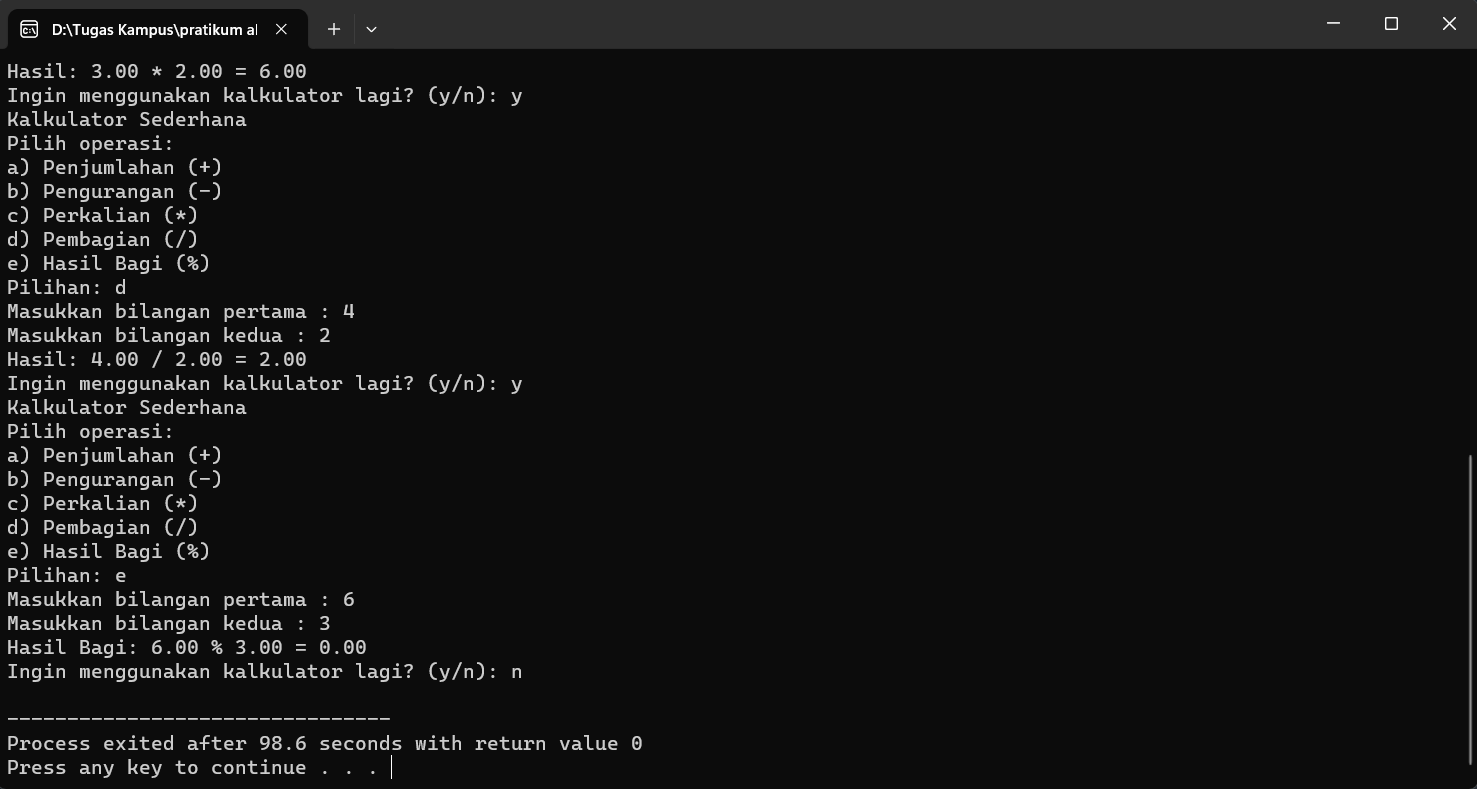 D:\Tugas Kampus\pratikum al
Hasil: 3.00 * 2.00 = 6.00
Ingin menggunakan kalkulator lagi? (y/n): y
Kalkulator Sederhana
Pilih operasi:
a) Penjumlahan (+)
b) Pengurangan (-)
c) Perkalian (*)
d) Pembagian (/)
e) Hasil Bagi (%)
Pilihan: d
Masukkan bilangan pertama : 4
Masukkan bilangan kedua : 2
Hasil: 4.00 / 2.00 = 2.00
Ingin menggunakan kalkulator lagi? (y/n): y
Kalkulator Sederhana
Pilih operasi:
a) Penjumlahan (+)
b) Pengurangan (-)
c) Perkalian (*)
d) Pembagian (/)
e) Hasil Bagi (%)
Pilihan: e
Masukkan bilangan pertama : 6
Masukkan bilangan kedua : 3
Hasil Bagi: 6.00 % 3.00 = 0.00
Ingin menggunakan kalkulator lagi? (y/n): n
--------------------------------
Process exited after 98.6 seconds with return value 0
Press any key to continue . . .